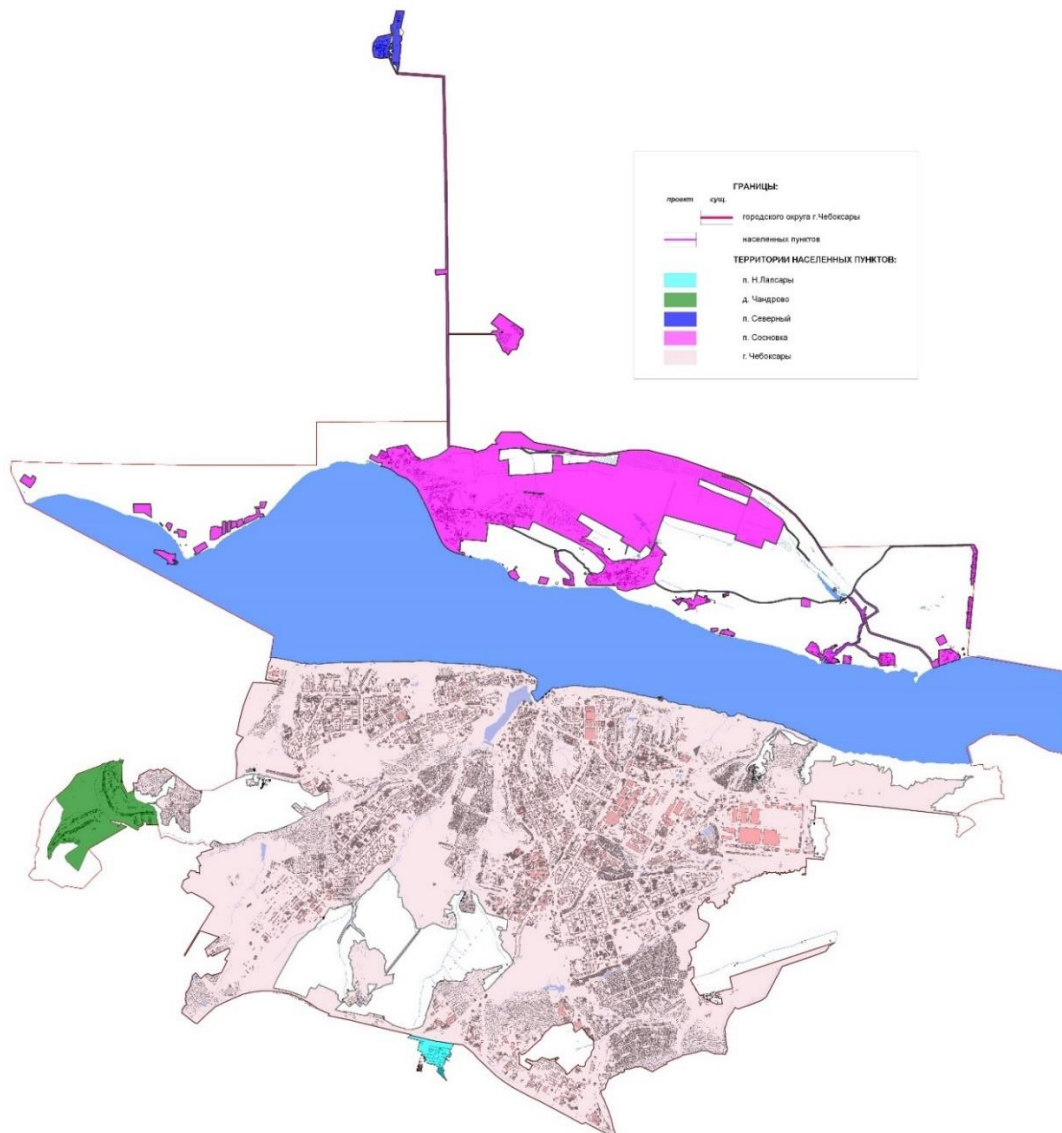 ГРАНИЦЫ:
проект сущ.
городского округа г.Чебоксары
населенных пунктов
ТЕРРИТОРИИ НАСЕЛЕННЫХ ПУНКТОВ:
п. Н.Лапсары
д. Чандрово
п. Северный
п. Сосновка
г. Чебоксары